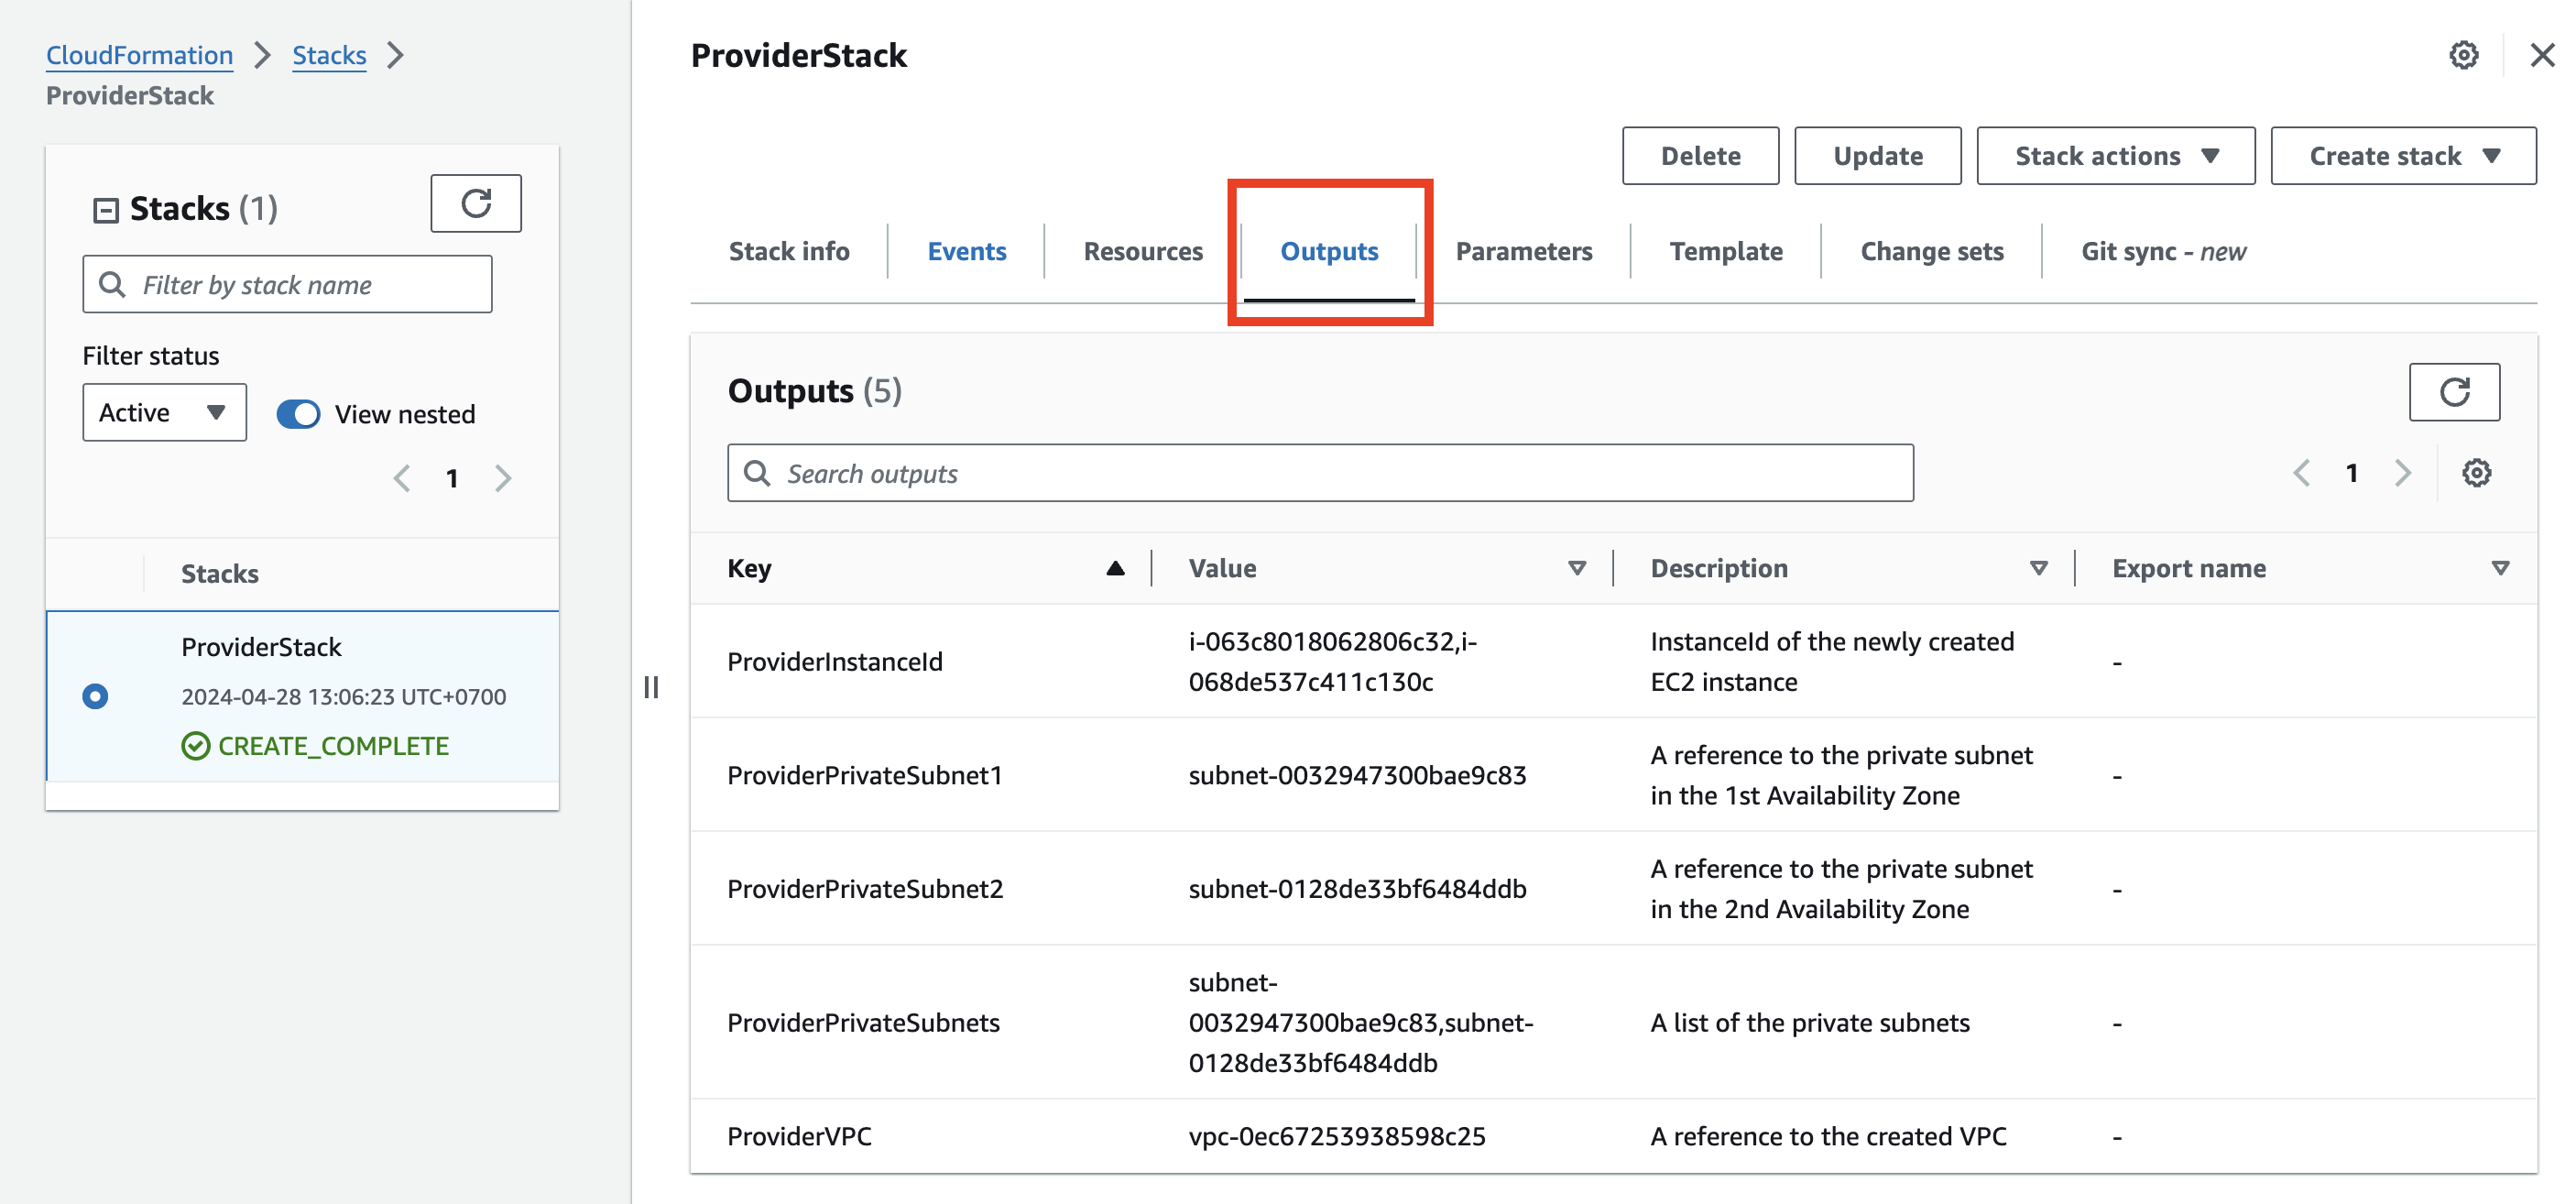 CloudFormation
Stacks
ProviderStack
Stacks (1)
Filter by stack name
Filter status
Active
View nested
1
Stacks
ProviderStack
2024-04-28 13:06:23 UTC+0700
CREATE_COMPLETE
ProviderStack
Delete
Update
Stack actions
Create stack
Stack info
Events
Resources
Outputs
Parameters
Template
Change sets
Git sync - new
Outputs (5)
Search outputs
1
Key
Value
Description
Export name
ProviderInstanceId
i-063c8018062806c32,i-
068de537c411c130c
InstanceId of the newly created
EC2 instance
-
ProviderPrivateSubnet1
subnet-0032947300bae9c83
A reference to the private subnet
in the 1st Availability Zone
-
ProviderPrivateSubnet2
subnet-0128de33bf6484ddb
A reference to the private subnet
in the 2nd Availability Zone
-
ProviderPrivateSubnets
subnet-
0032947300bae9c83,subnet-
0128de33bf6484ddb
A list of the private subnets
-
ProviderVPC
vpc-0ec67253938598c25
A reference to the created VPC
-